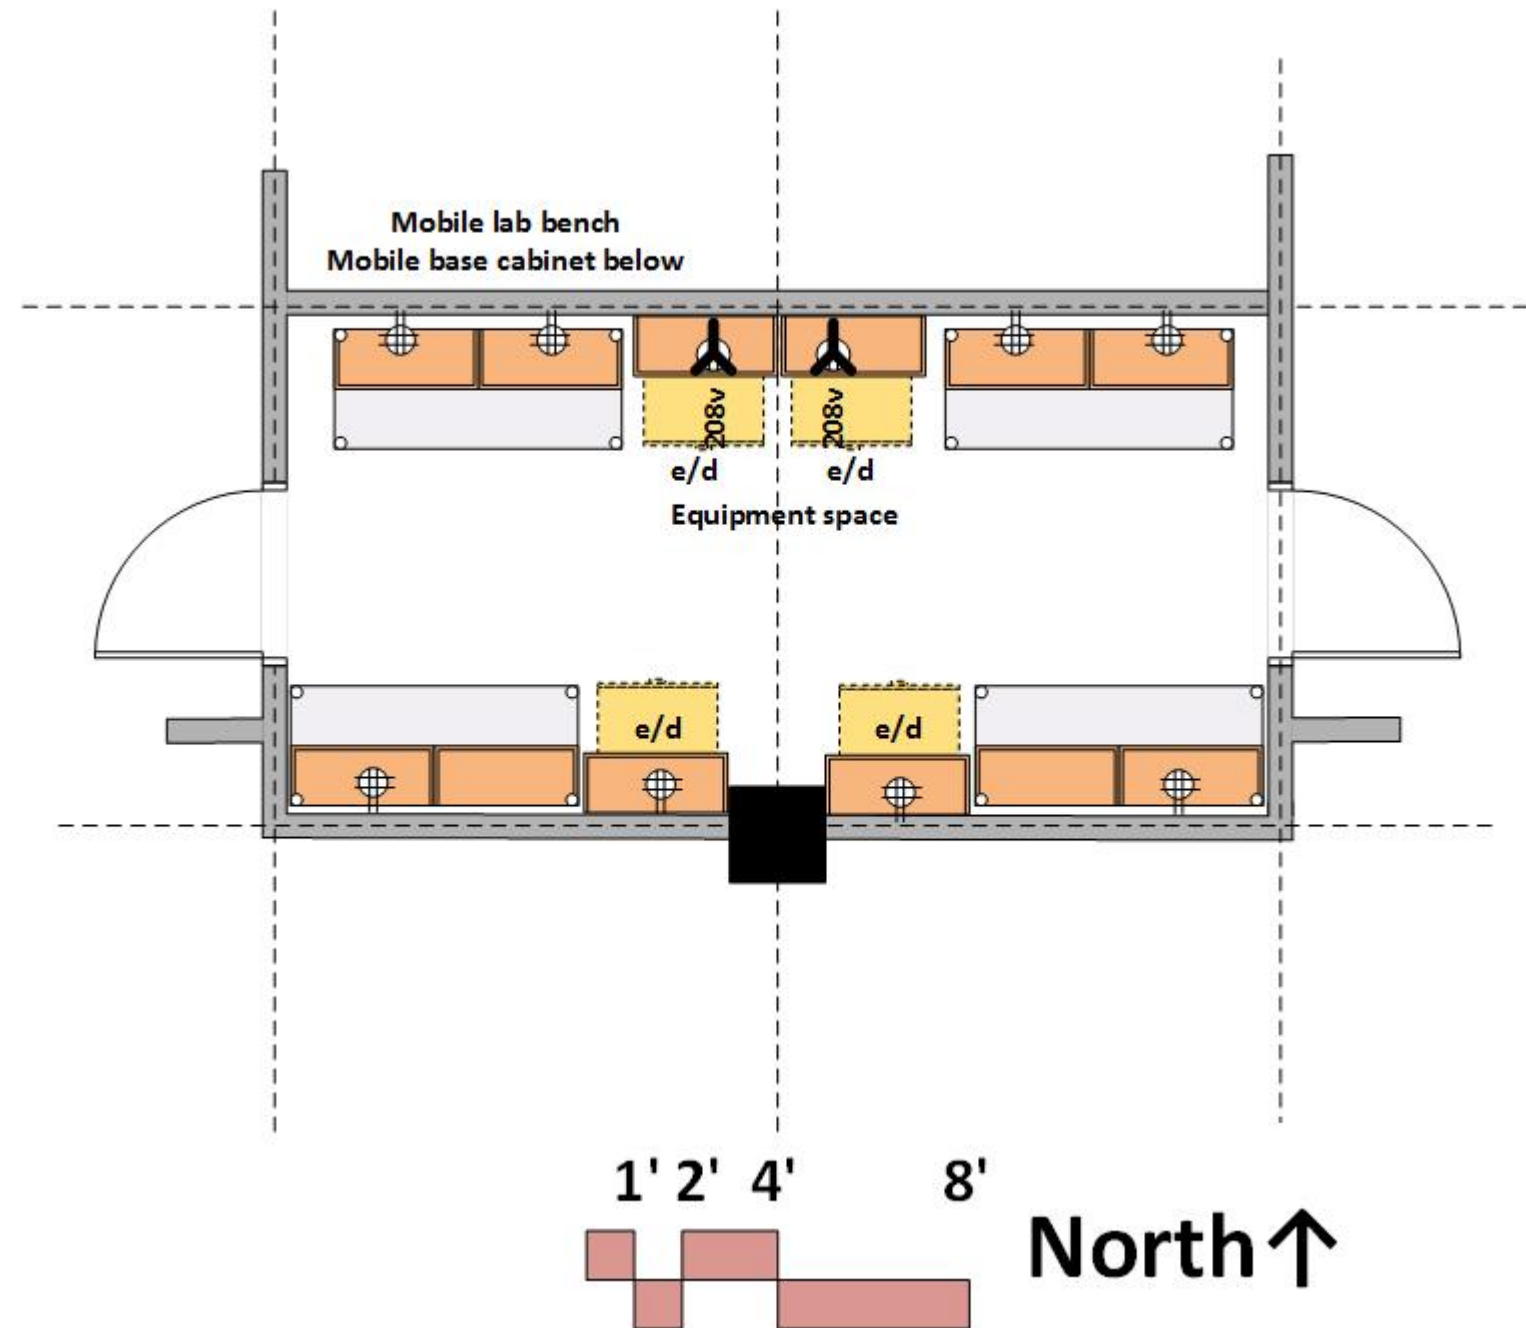 Mobile lab bench
Mobile base cabinet below
208v 208v
e/d e/d
Equipment space
e/d e/d
1' 2' 4' 8'
North↑